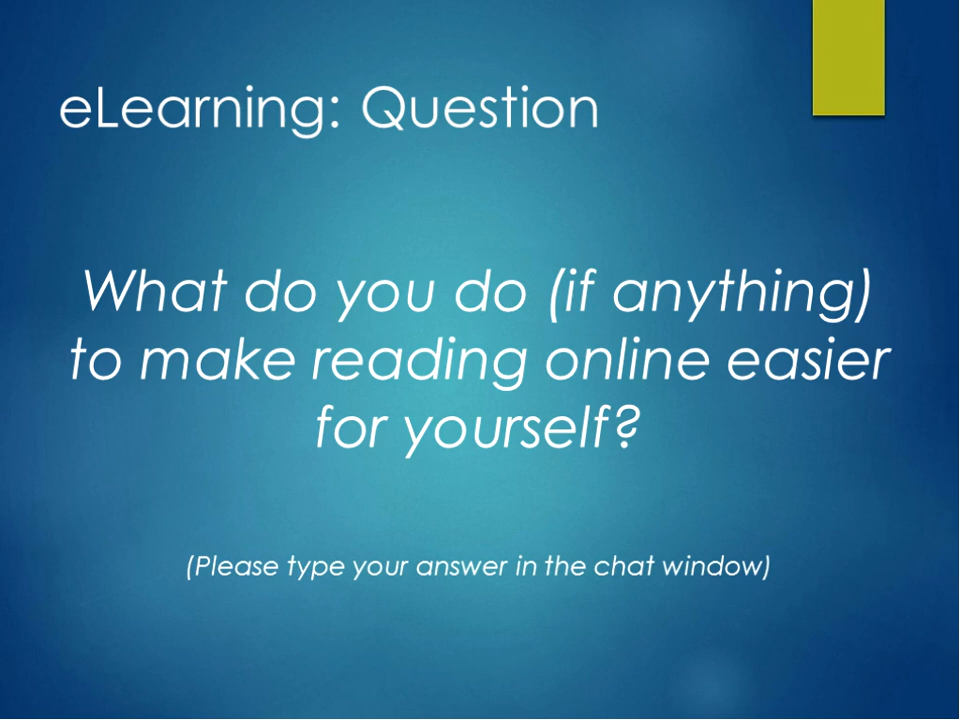 eLearning: Question
What do you do (if anything)
to make reading online easier
for yourself?
(Please type your answer in the chat window)